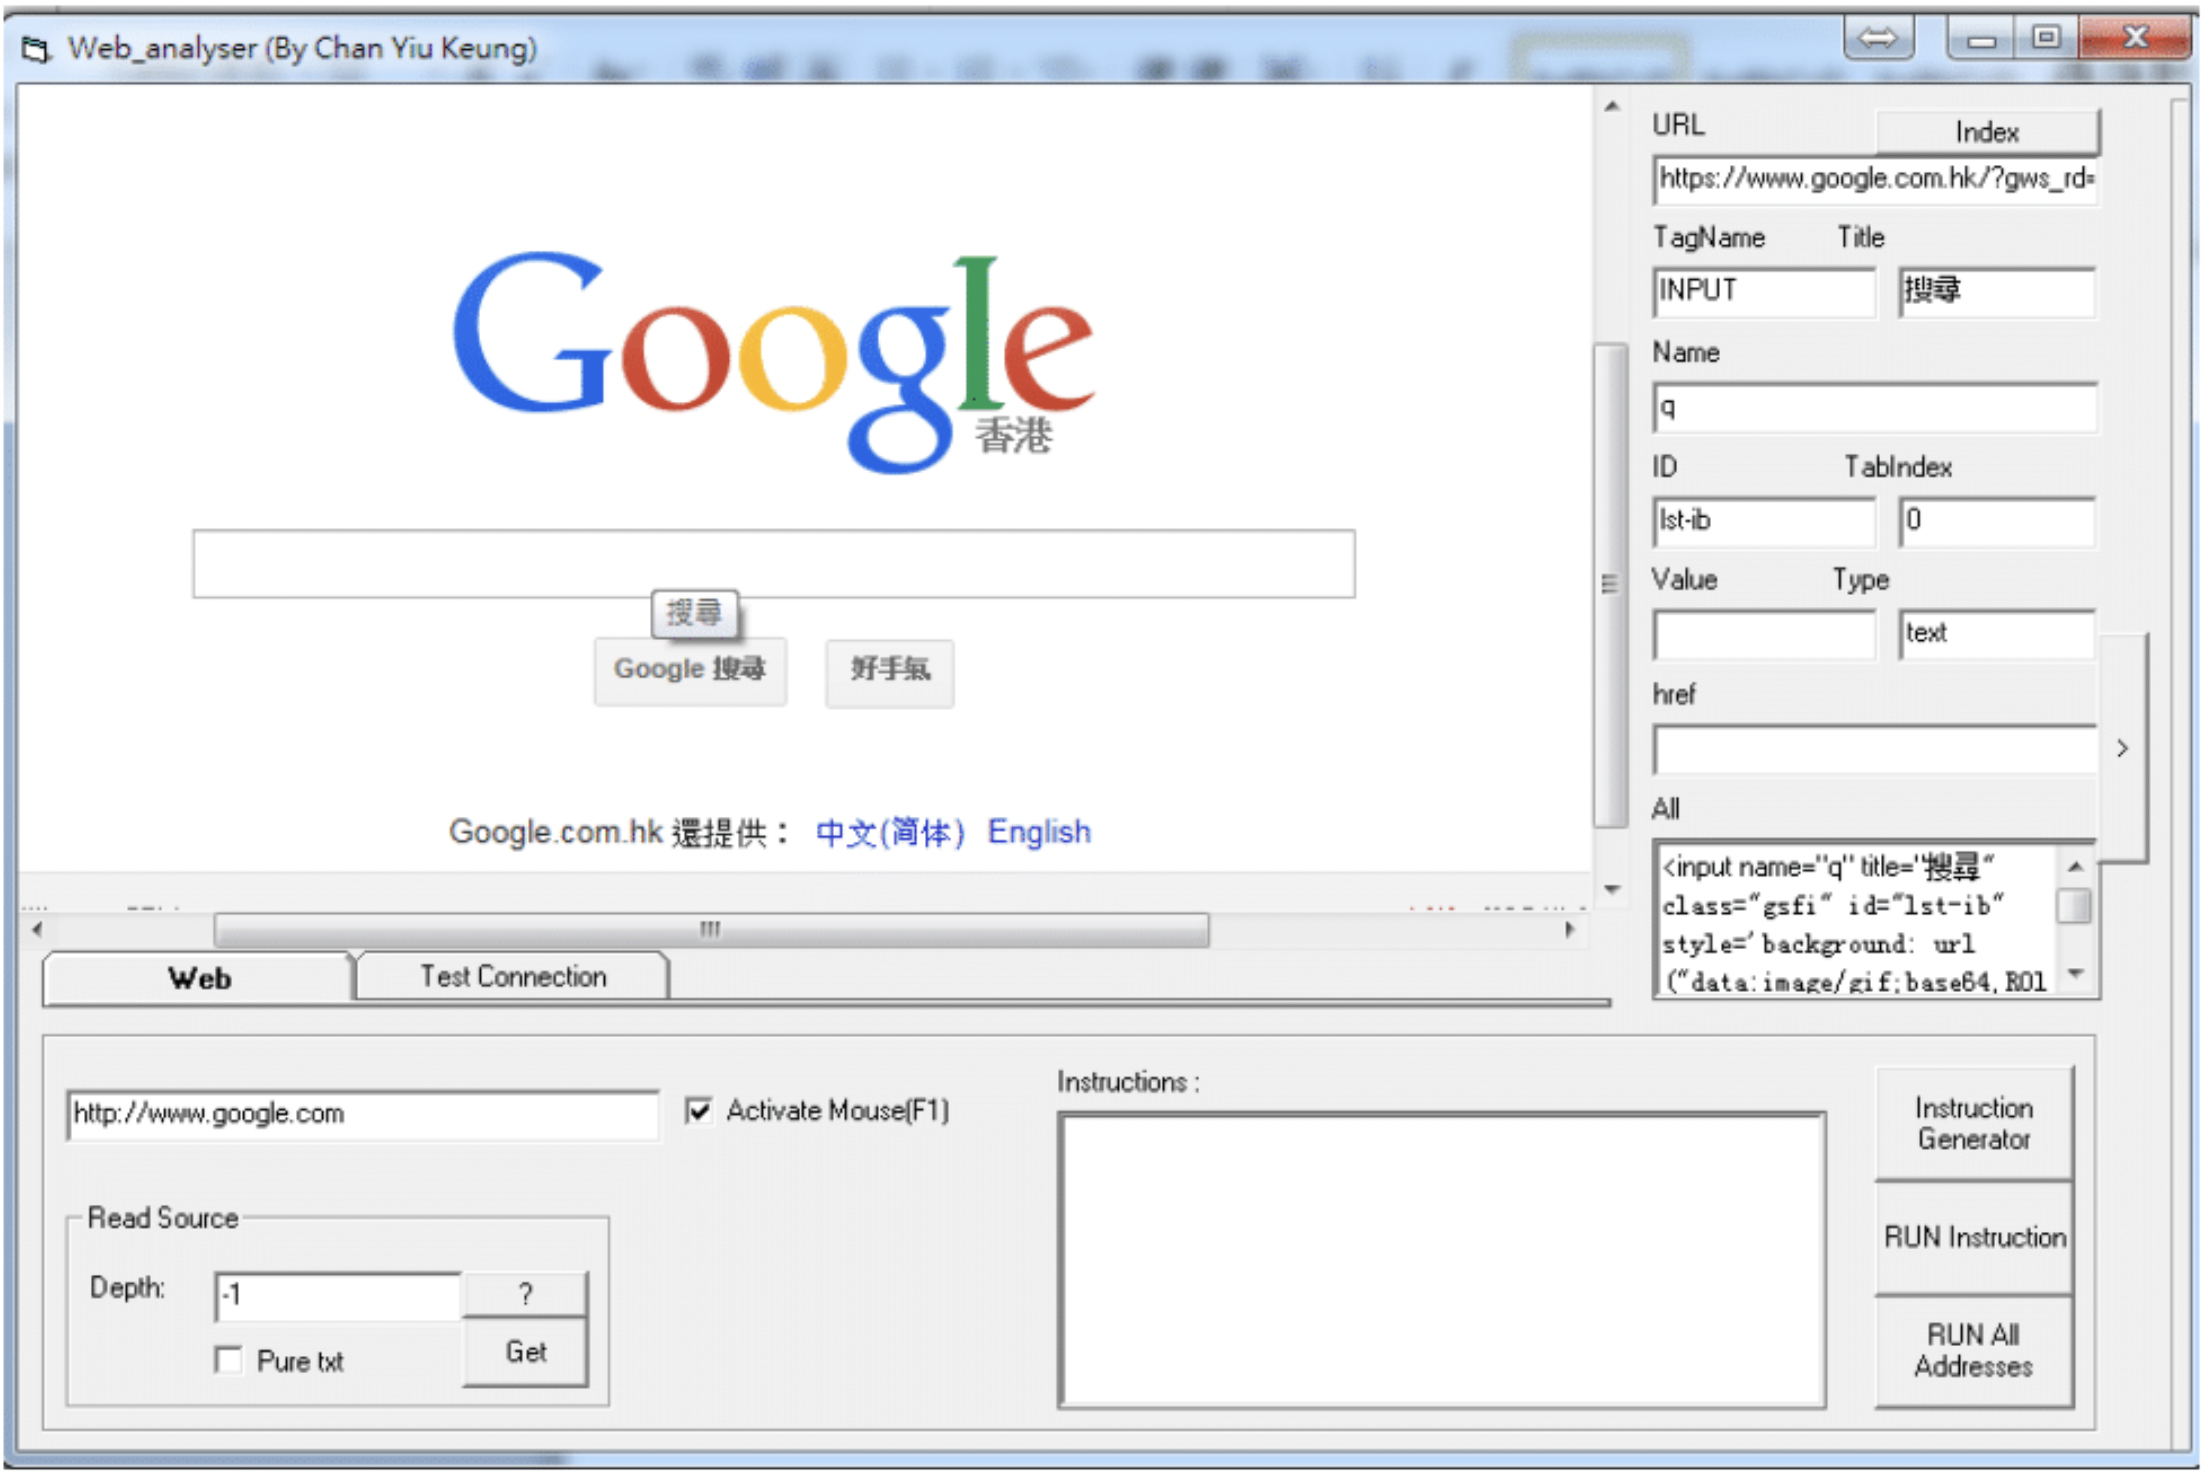 Web_analyser (By Chan Yiu Keung)
Google
香港
搜尋
Google 搜尋
好手氣
Google.com.hk 還提供： 中文(简体) English
Web
Test Connection
URL
Index
https://www.google.com.hk/?gws_rd=
TagName
Title
INPUT
搜尋
Name
q
ID
TabIndex
lst-ib
0
Value
Type
text
href
>
All
<input name="q" title="搜尋"
class="gsfi" id="lst-ib"
style='background: url
("data:image/gif;base64,R0l
http://www.google.com
Activate Mouse(F1)
Read Source
Depth:
-1
?
Pure txt
Get
Instructions :
Instruction
Generator
RUN Instruction
RUN All
Addresses